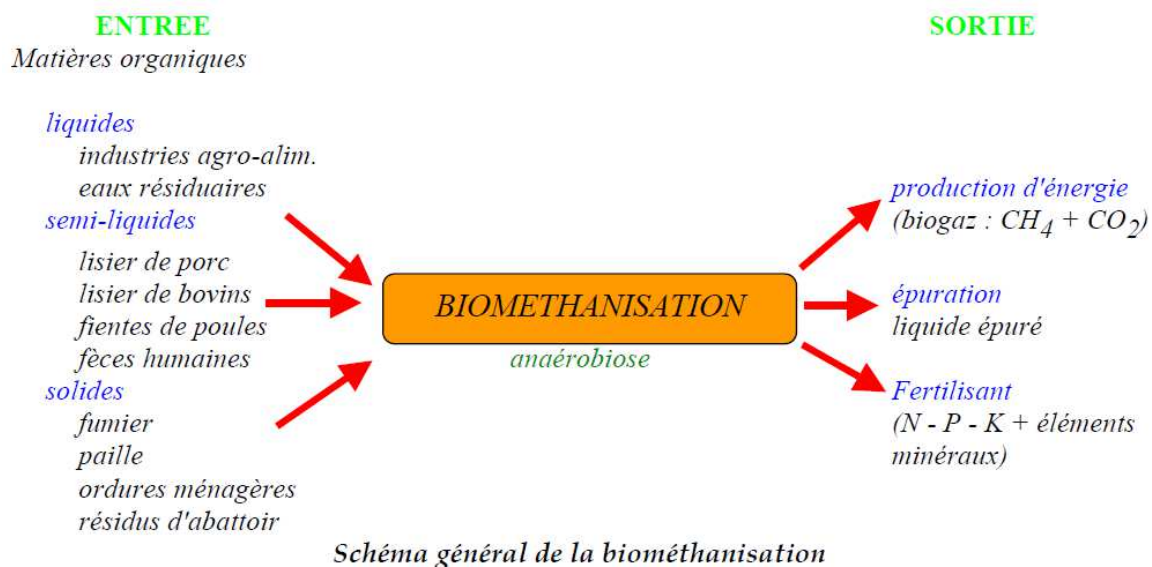 ENTREE
Matières organiques
liquides
industries agro-alim.
eaux résiduaires
semi-liquides
lisier de porc
lisier de bovins
fientes de poules
fèces humaines
solides
fumier
paille
ordures ménagères
résidus d'abattoir
BIOMETHANISATION
anaérobiose
SORTIE
production d'énergie
(biogaz : CH4 + CO2)
épuration
liquide épuré
Fertilisant
(N - P - K + éléments
minéraux)
Schéma général de la biométhanisation